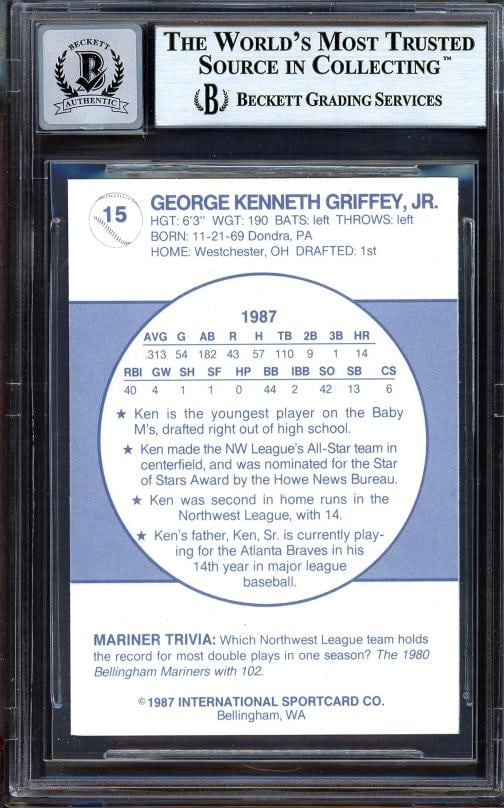 BECKETT
B
AUTHENTIC
THE WORLD'S MOST TRUSTED
SOURCE IN COLLECTING™
B BECKETT GRADING SERVICES
15
GEORGE KENNETH GRIFFEY, JR.
HGT: 6'3" WGT: 190 BATS: left THROWS: left
BORN: 11-21-69 Dondra, PA
HOME: Westchester, OH DRAFTED: 1st
1987
AVG G AB R H TB 2B 3B HR
.313 54 182 43 57 110 9 1 14
RBI GW SH SF HP BB IBB SO SB CS
40 4 1 1 0 44 2 42 13 6
★ Ken is the youngest player on the Baby
M's, drafted right out of high school.
★ Ken made the NW League's All-Star team in
centerfield, and was nominated for the Star
of Stars Award by the Howe News Bureau.
★ Ken was second in home runs in the
Northwest League, with 14.
★ Ken's father, Ken, Sr. is currently play-
ing for the Atlanta Braves in his
14th year in major league
baseball.
MARINER TRIVIA: Which Northwest League team holds
the record for most double plays in one season? The 1980
Bellingham Mariners with 102.
©1987 INTERNATIONAL SPORTCARD CO.
Bellingham, WA